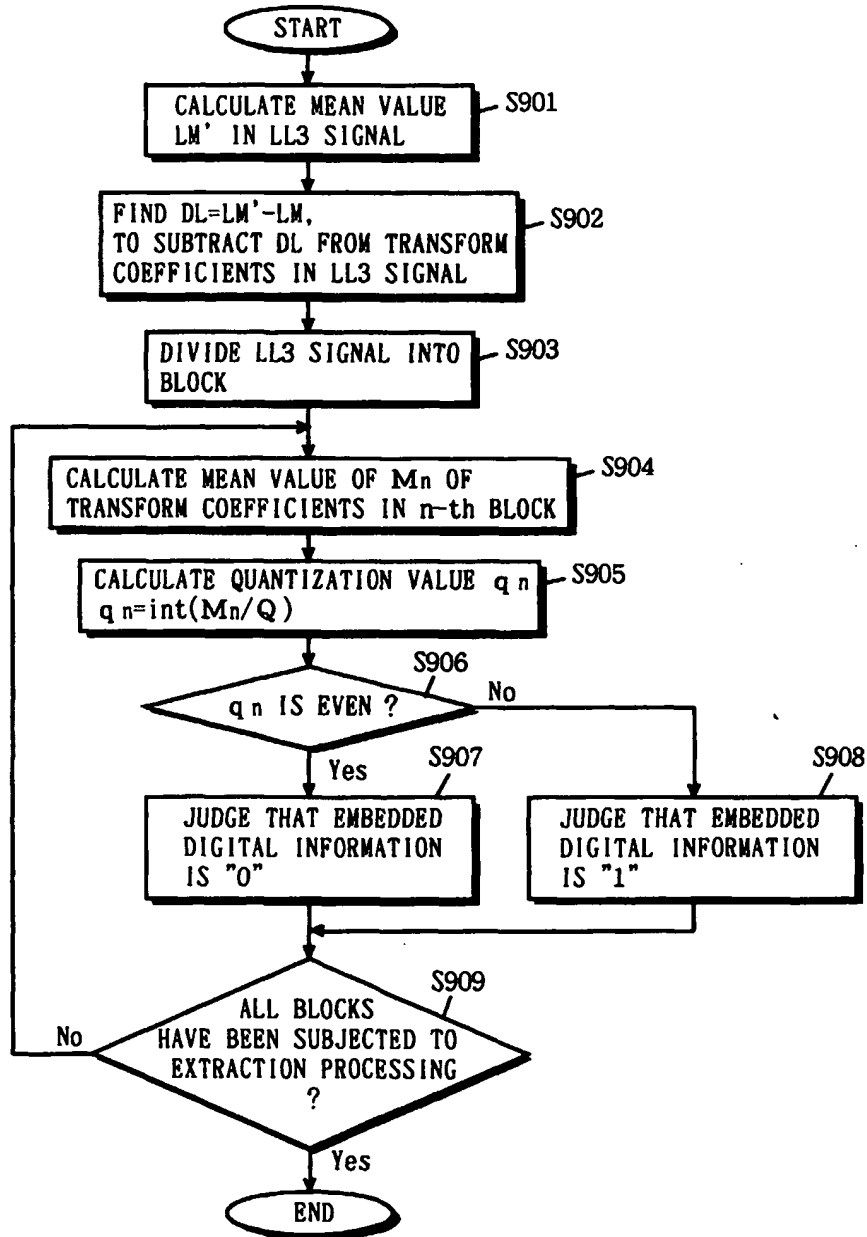 START
CALCULATE MEAN VALUE
LM' IN LL3 SIGNAL
S901
FIND DL=LM'-LM,
TO SUBTRACT DL FROM TRANSFORM
COEFFICIENTS IN LL3 SIGNAL
S902
DIVIDE LL3 SIGNAL INTO
BLOCK
S903
CALCULATE MEAN VALUE OF Mn OF
TRANSFORM COEFFICIENTS IN n-th BLOCK
S904
CALCULATE QUANTIZATION VALUE qn
qn=int(Mn/Q)
S905
S906
qn IS EVEN ?
No
Yes
S907
JUDGE THAT EMBEDDED
DIGITAL INFORMATION
IS "0"
S908
JUDGE THAT EMBEDDED
DIGITAL INFORMATION
IS "1"
S909
ALL BLOCKS
HAVE BEEN SUBJECTED TO
EXTRACTION PROCESSING
?
No
Yes
END